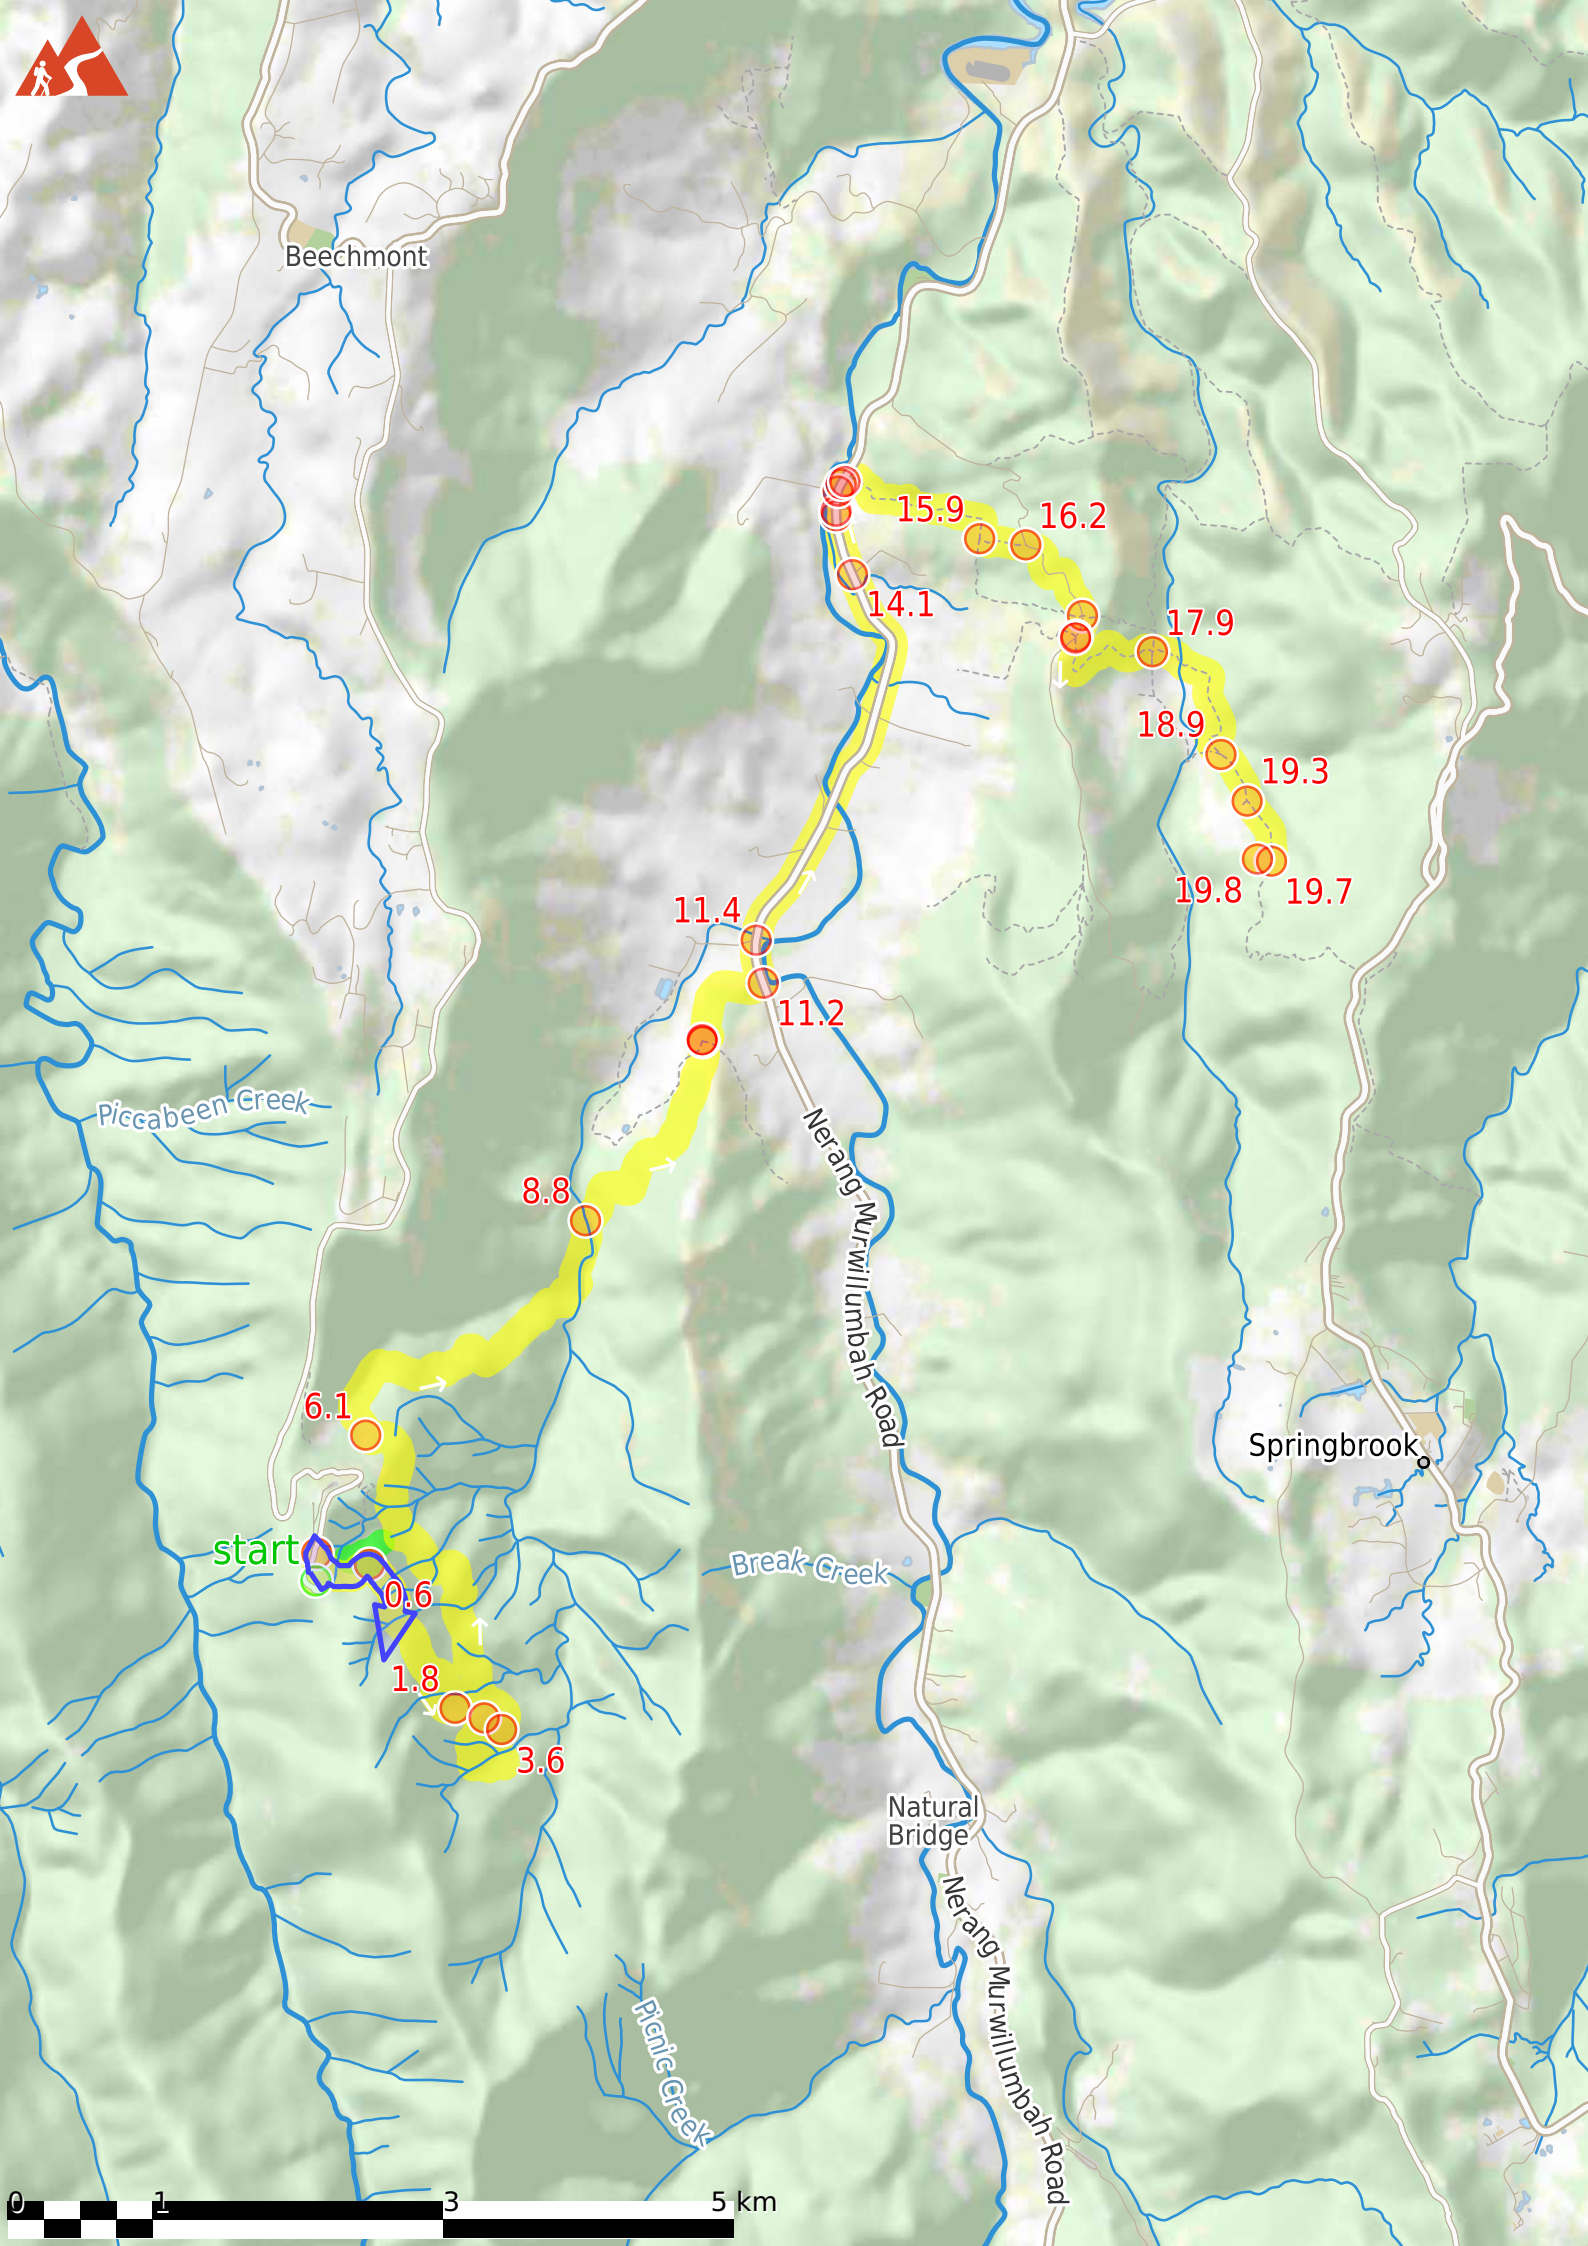 Beechmont
15.9
16.2
14.1
17.9
18.9
19.3
19.8
19.7
11.4
11.2
Piccabeen Creek
Nerang Murwillumbah Road
8.8
6.1
Springbrook
start
Break Creek
0.6
1.8
3.6
Natural
Bridge
Nerang Murwillumbah Road
Picnic Creek
0
1
3
5 km